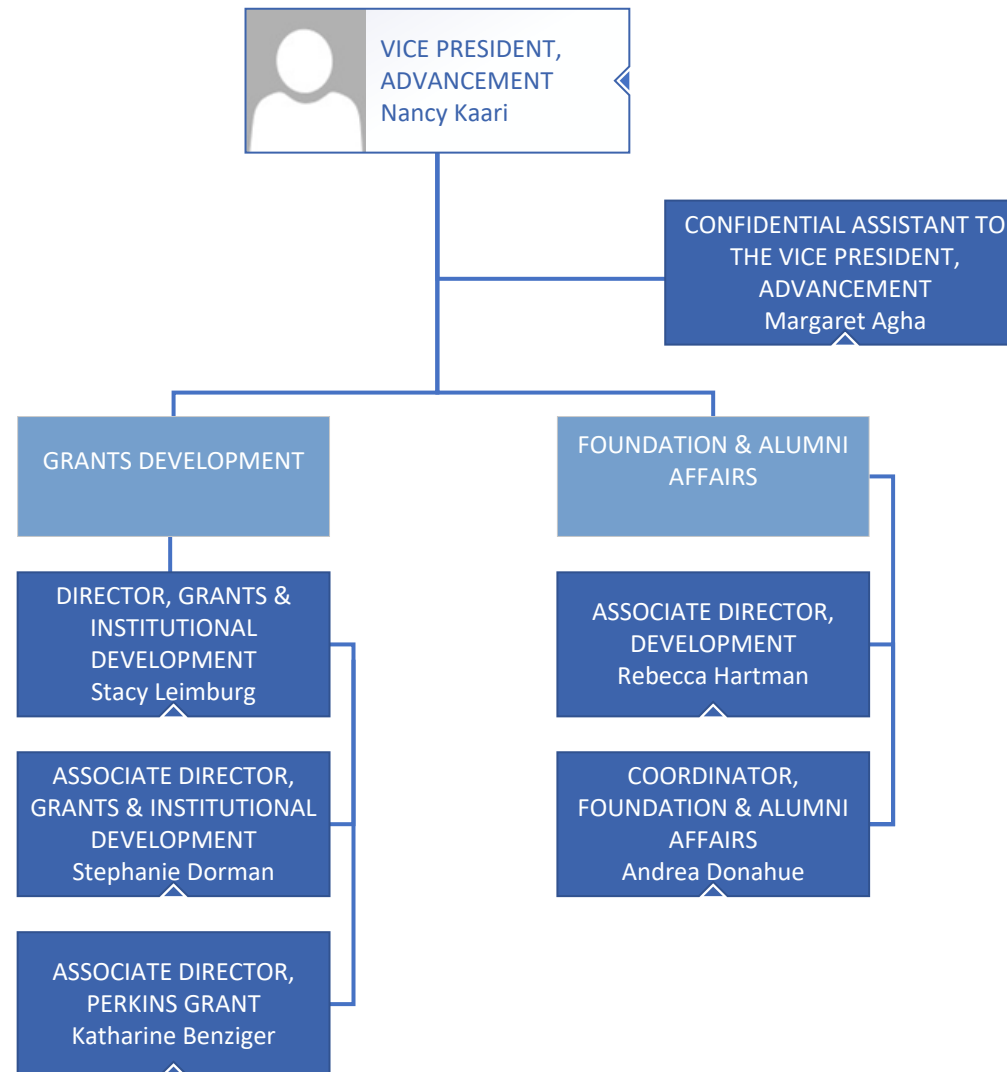 VICE PRESIDENT,
ADVANCEMENT
Nancy Kaari
CONFIDENTIAL ASSISTANT TO
THE VICE PRESIDENT,
ADVANCEMENT
Margaret Agha
GRANTS DEVELOPMENT
FOUNDATION & ALUMNI
AFFAIRS
DIRECTOR, GRANTS &
INSTITUTIONAL
DEVELOPMENT
Stacy Leimburg
ASSOCIATE DIRECTOR,
DEVELOPMENT
Rebecca Hartman
ASSOCIATE DIRECTOR,
GRANTS & INSTITUTIONAL
DEVELOPMENT
Stephanie Dorman
COORDINATOR,
FOUNDATION & ALUMNI
AFFAIRS
Andrea Donahue
ASSOCIATE DIRECTOR,
PERKINS GRANT
Katharine Benziger